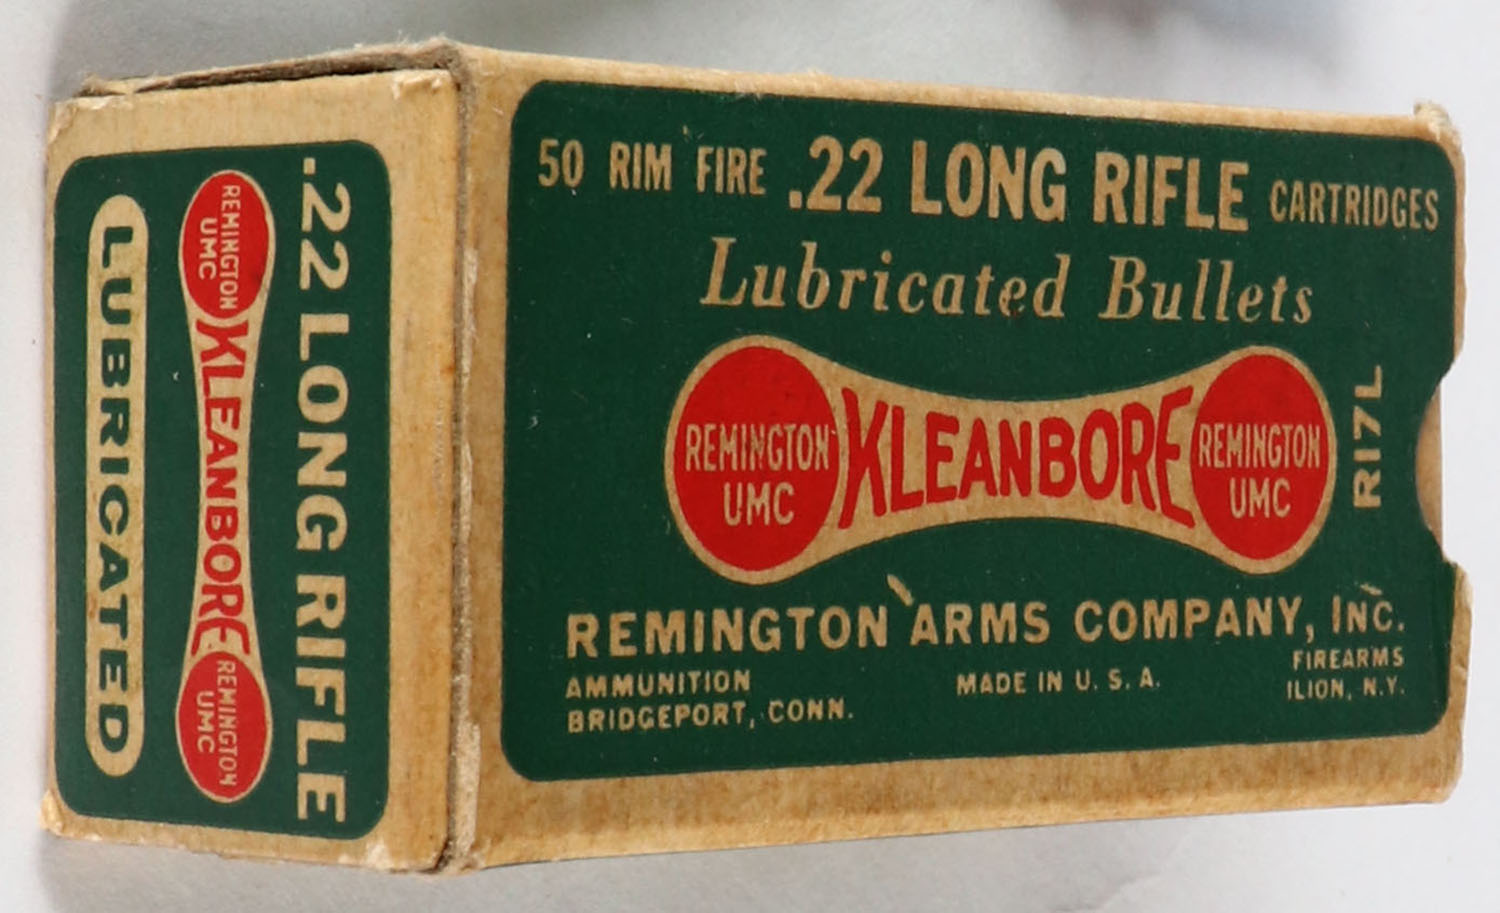 50 RIM FIRE .22 LONG RIFLE CARTRIDGES
Lubricated Bullets
REMINGTON
UMC
KLEANBORE
REMINGTON
UMC
R17L
REMINGTON ARMS COMPANY, INC.
AMMUNITION
BRIDGEPORT, CONN.
MADE IN U. S. A.
FIREARMS
ILION, N.Y.
.22 LONG RIFLE
REMINGTON
UMC
KLEANBORE
REMINGTON
UMC
LUBRICATED